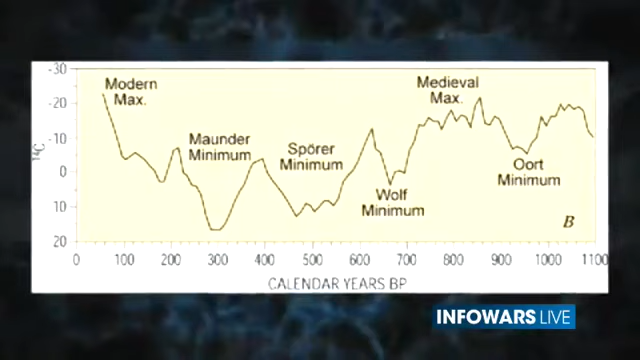 -30
-20
-10
0
10
20
14C
Modern
Max.
Maunder
Minimum
Spörer
Minimum
Wolf
Minimum
Medieval
Max.
Oort
Minimum
B
0 100 200 300 400 500 600 700 800 900 1000 1100
CALENDAR YEARS BP
INFOWARS LIVE